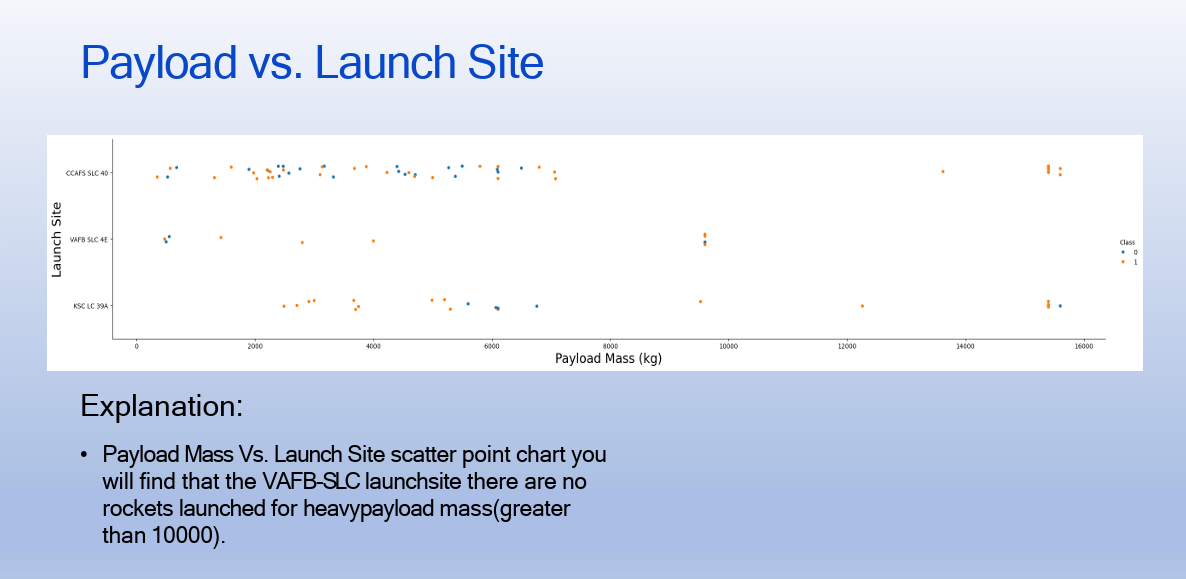 Payload vs. Launch Site
Launch Site
CCAFS SLC 40
VAFB SLC 4E
KSC LC 39A
Class
0
1
0 2000 4000 6000 8000 10000 12000 14000 16000
Payload Mass (kg)
Explanation:
• Payload Mass Vs. Launch Site scatter point chart you
will find that the VAFB-SLC launchsite there are no
rockets launched for heavypayload mass(greater
than 10000).